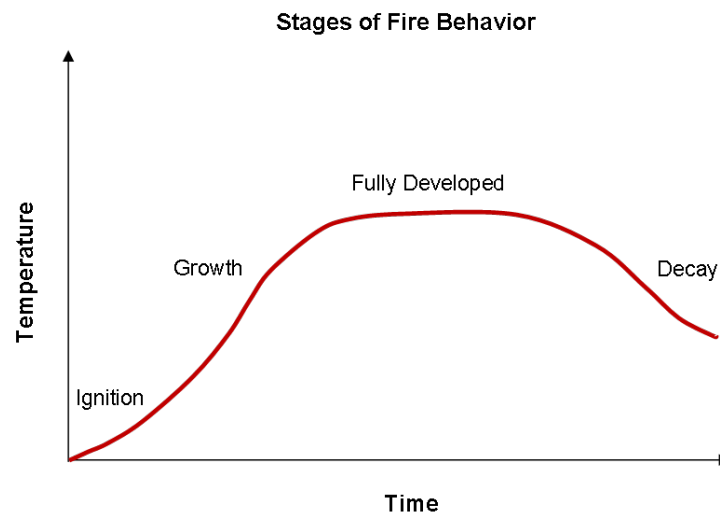 Stages of Fire Behavior
Fully Developed
Growth
Decay
Temperature
Ignition
Time